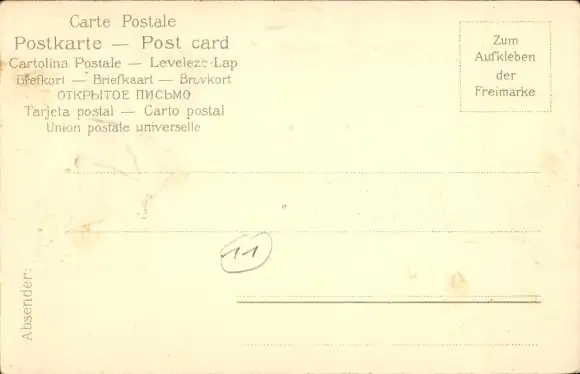 Carte Postale
Postkarte — Post card
Cartolina Postale — Levelező-Lap
Brefkort — Briefkaart — Brevkort
ОТКРЫТОЕ ПИСЬМО
Tarjeta postal — Carto postal
Union postale universelle
Zum
Aufkleben
der
Freimarke
11
Absender: